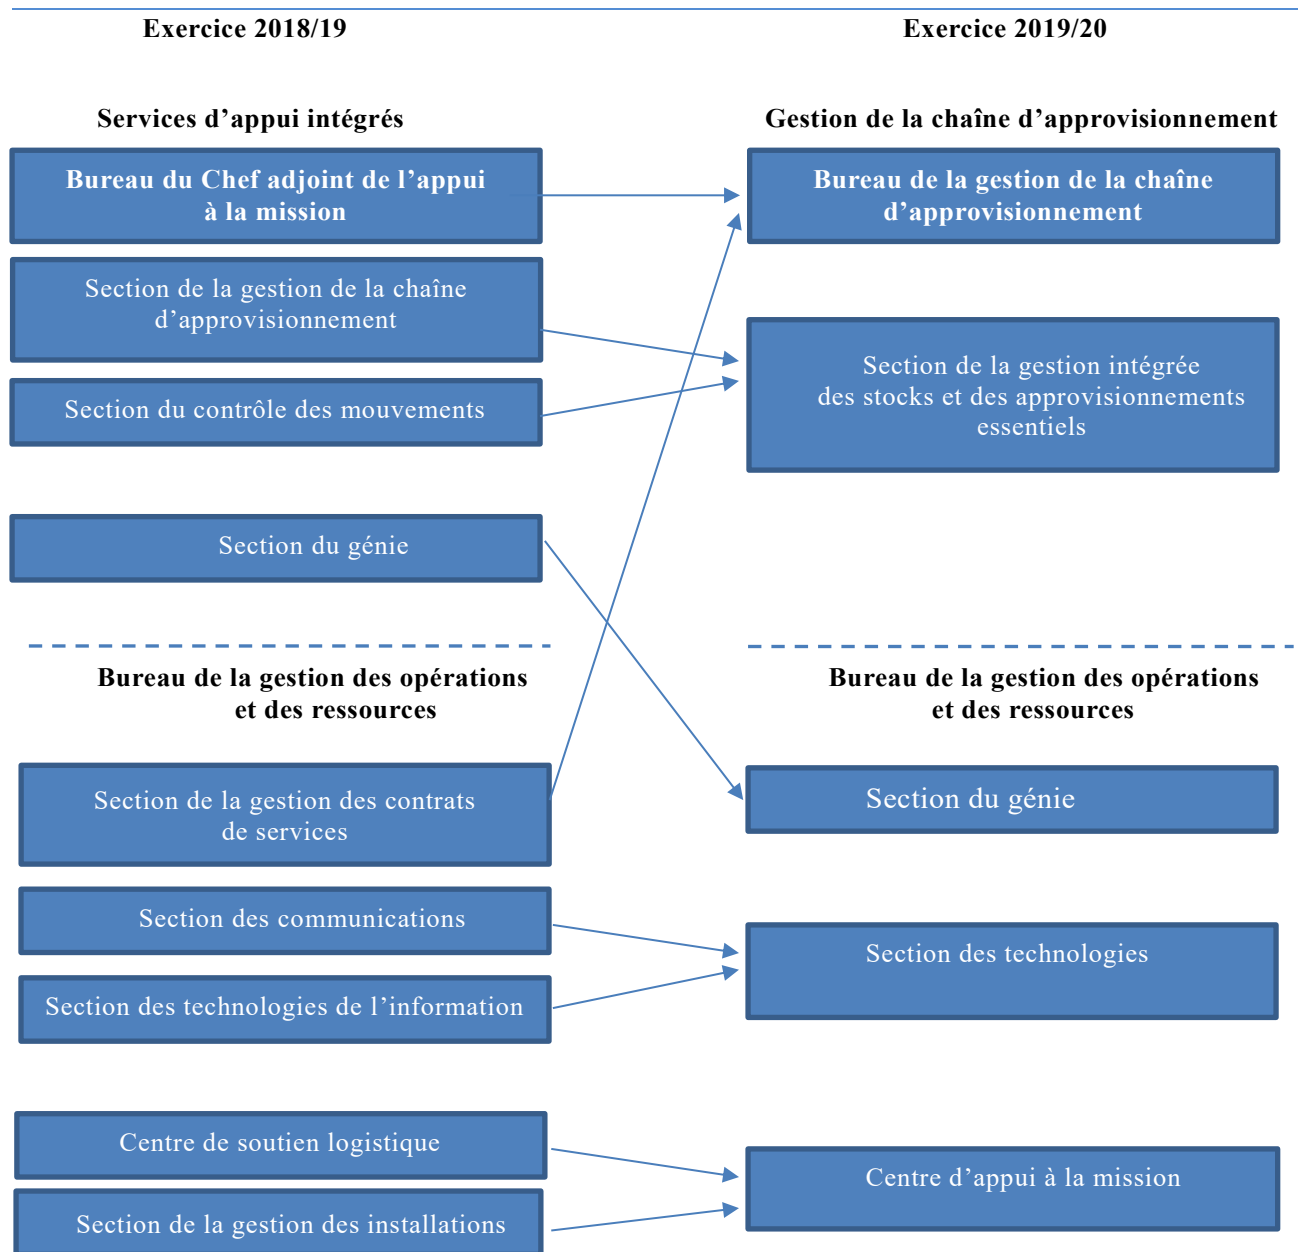 Exercice 2018/19
Exercice 2019/20
Services d’appui intégrés
Gestion de la chaîne d’approvisionnement
Bureau du Chef adjoint de l’appui
à la mission
Bureau de la gestion de la chaîne
d’approvisionnement
Section de la gestion de la chaîne
d’approvisionnement
Section du contrôle des mouvements
Section de la gestion intégrée
des stocks et des approvisionnements
essentiels
Section du génie
Bureau de la gestion des opérations
et des ressources
Bureau de la gestion des opérations
et des ressources
Section de la gestion des contrats
de services
Section du génie
Section des communications
Section des technologies de l’information
Section des technologies
Centre de soutien logistique
Section de la gestion des installations
Centre d’appui à la mission